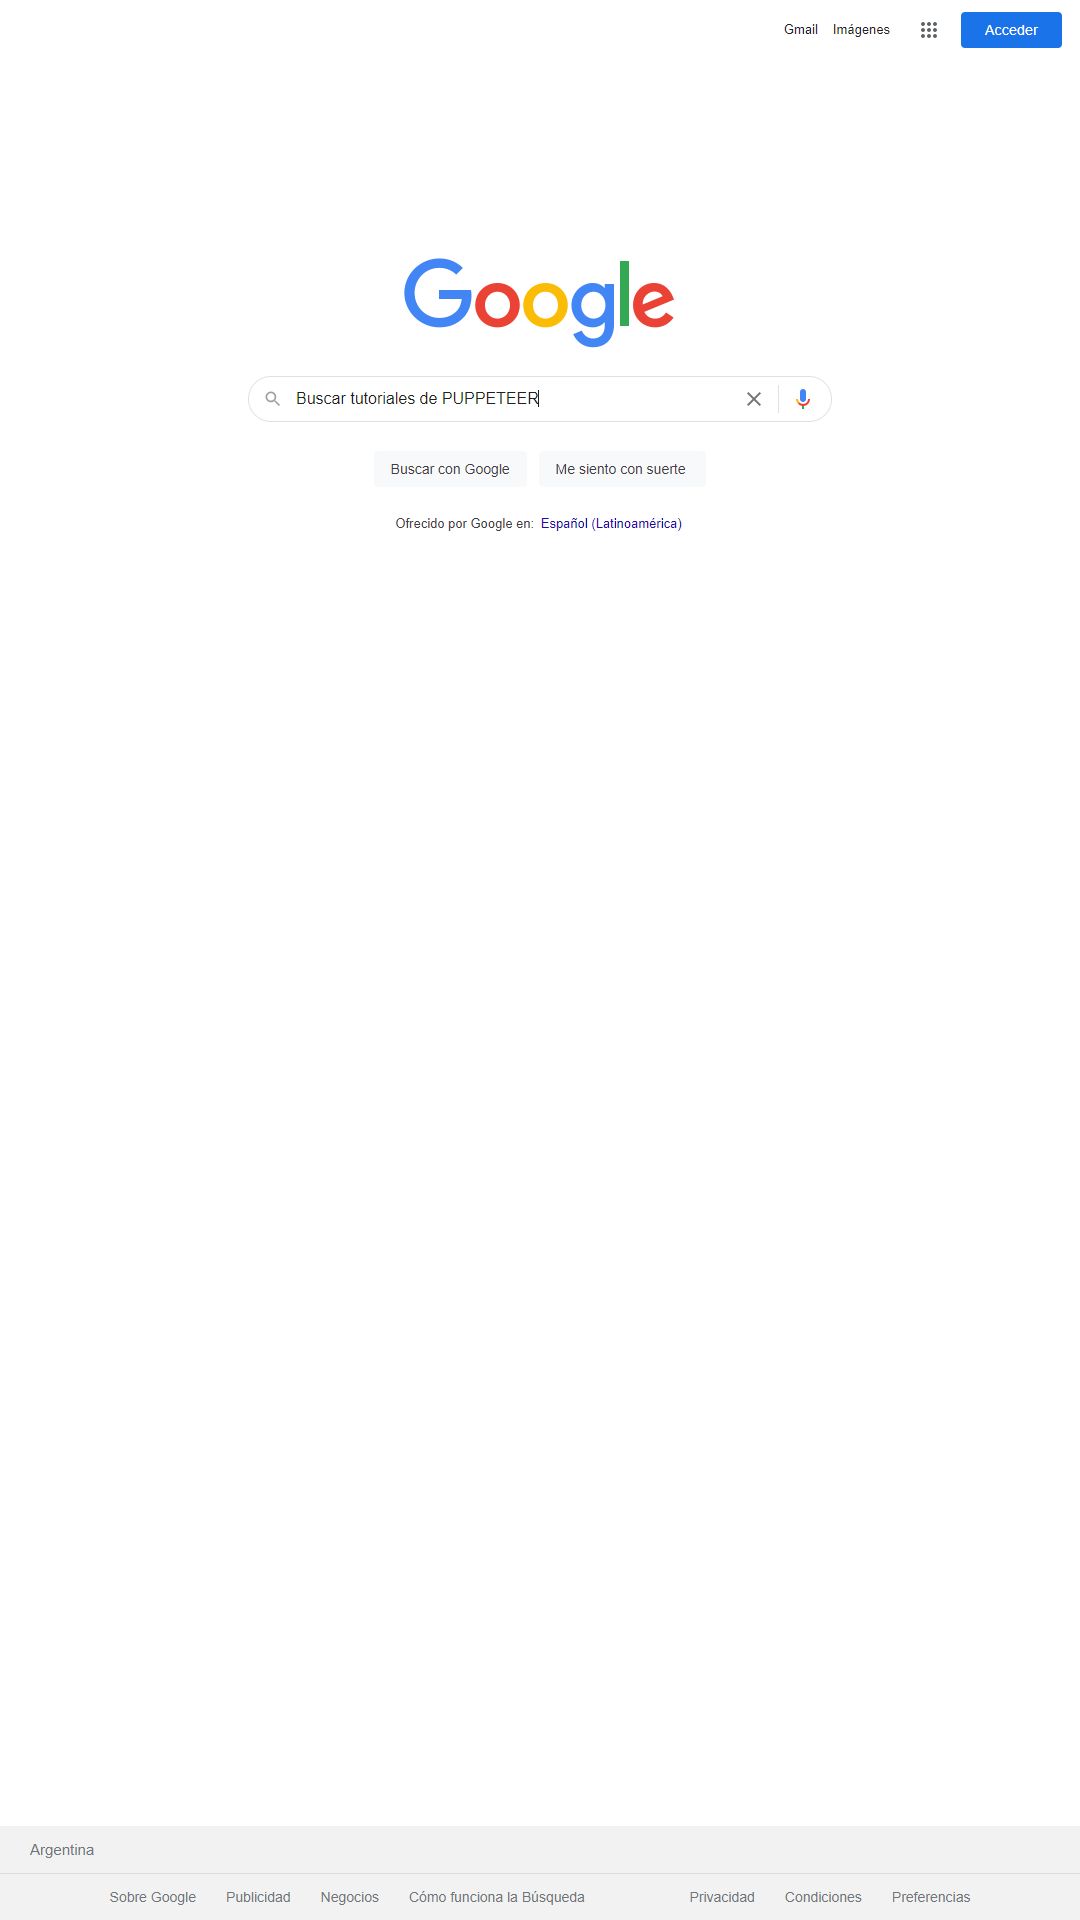 Gmail Imágenes Acceder
Google
Buscar tutoriales de PUPPETEER
Buscar con Google Me siento con suerte
Ofrecido por Google en: Español (Latinoamérica)
Argentina
Sobre Google Publicidad Negocios Cómo funciona la Búsqueda Privacidad Condiciones Preferencias